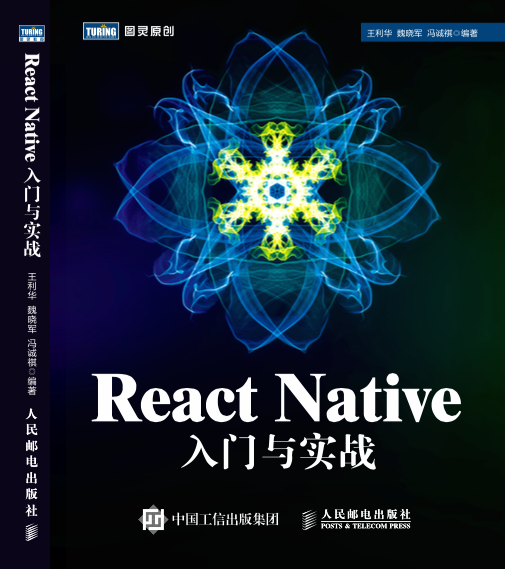 TURING 图灵原创
王利华 魏晓军 冯诚祺◎编著
React Native
入门与实战
中国工信出版集团
人民邮电出版社
POSTS & TELECOM PRESS
TURING
图灵原创
React Native 入门与实战
王利华 魏晓军 冯诚祺◎编著
人民邮电出版社